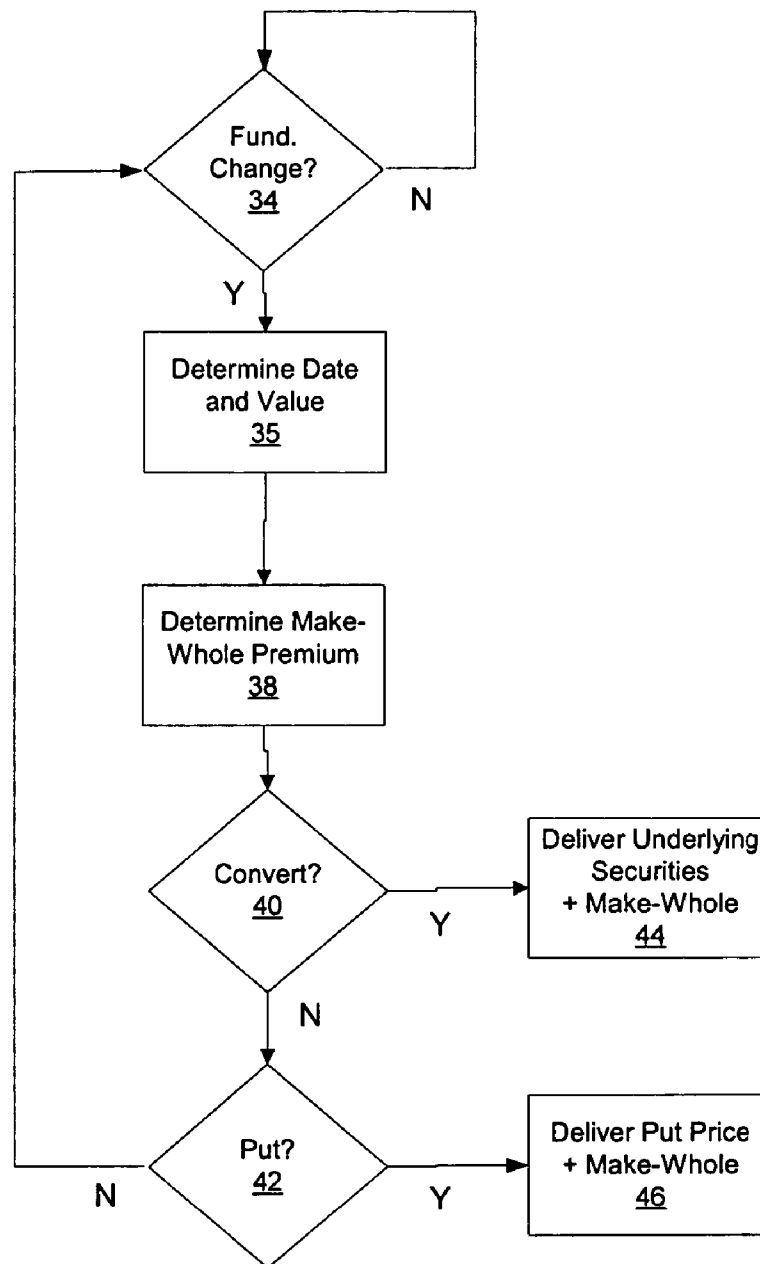 Fund.
Change?
34
N
Y
Determine Date
and Value
35
Determine Make-
Whole Premium
38
Convert?
40
Y
Deliver Underlying
Securities
+ Make-Whole
44
N
Put?
42
N
Y
Deliver Put Price
+ Make-Whole
46